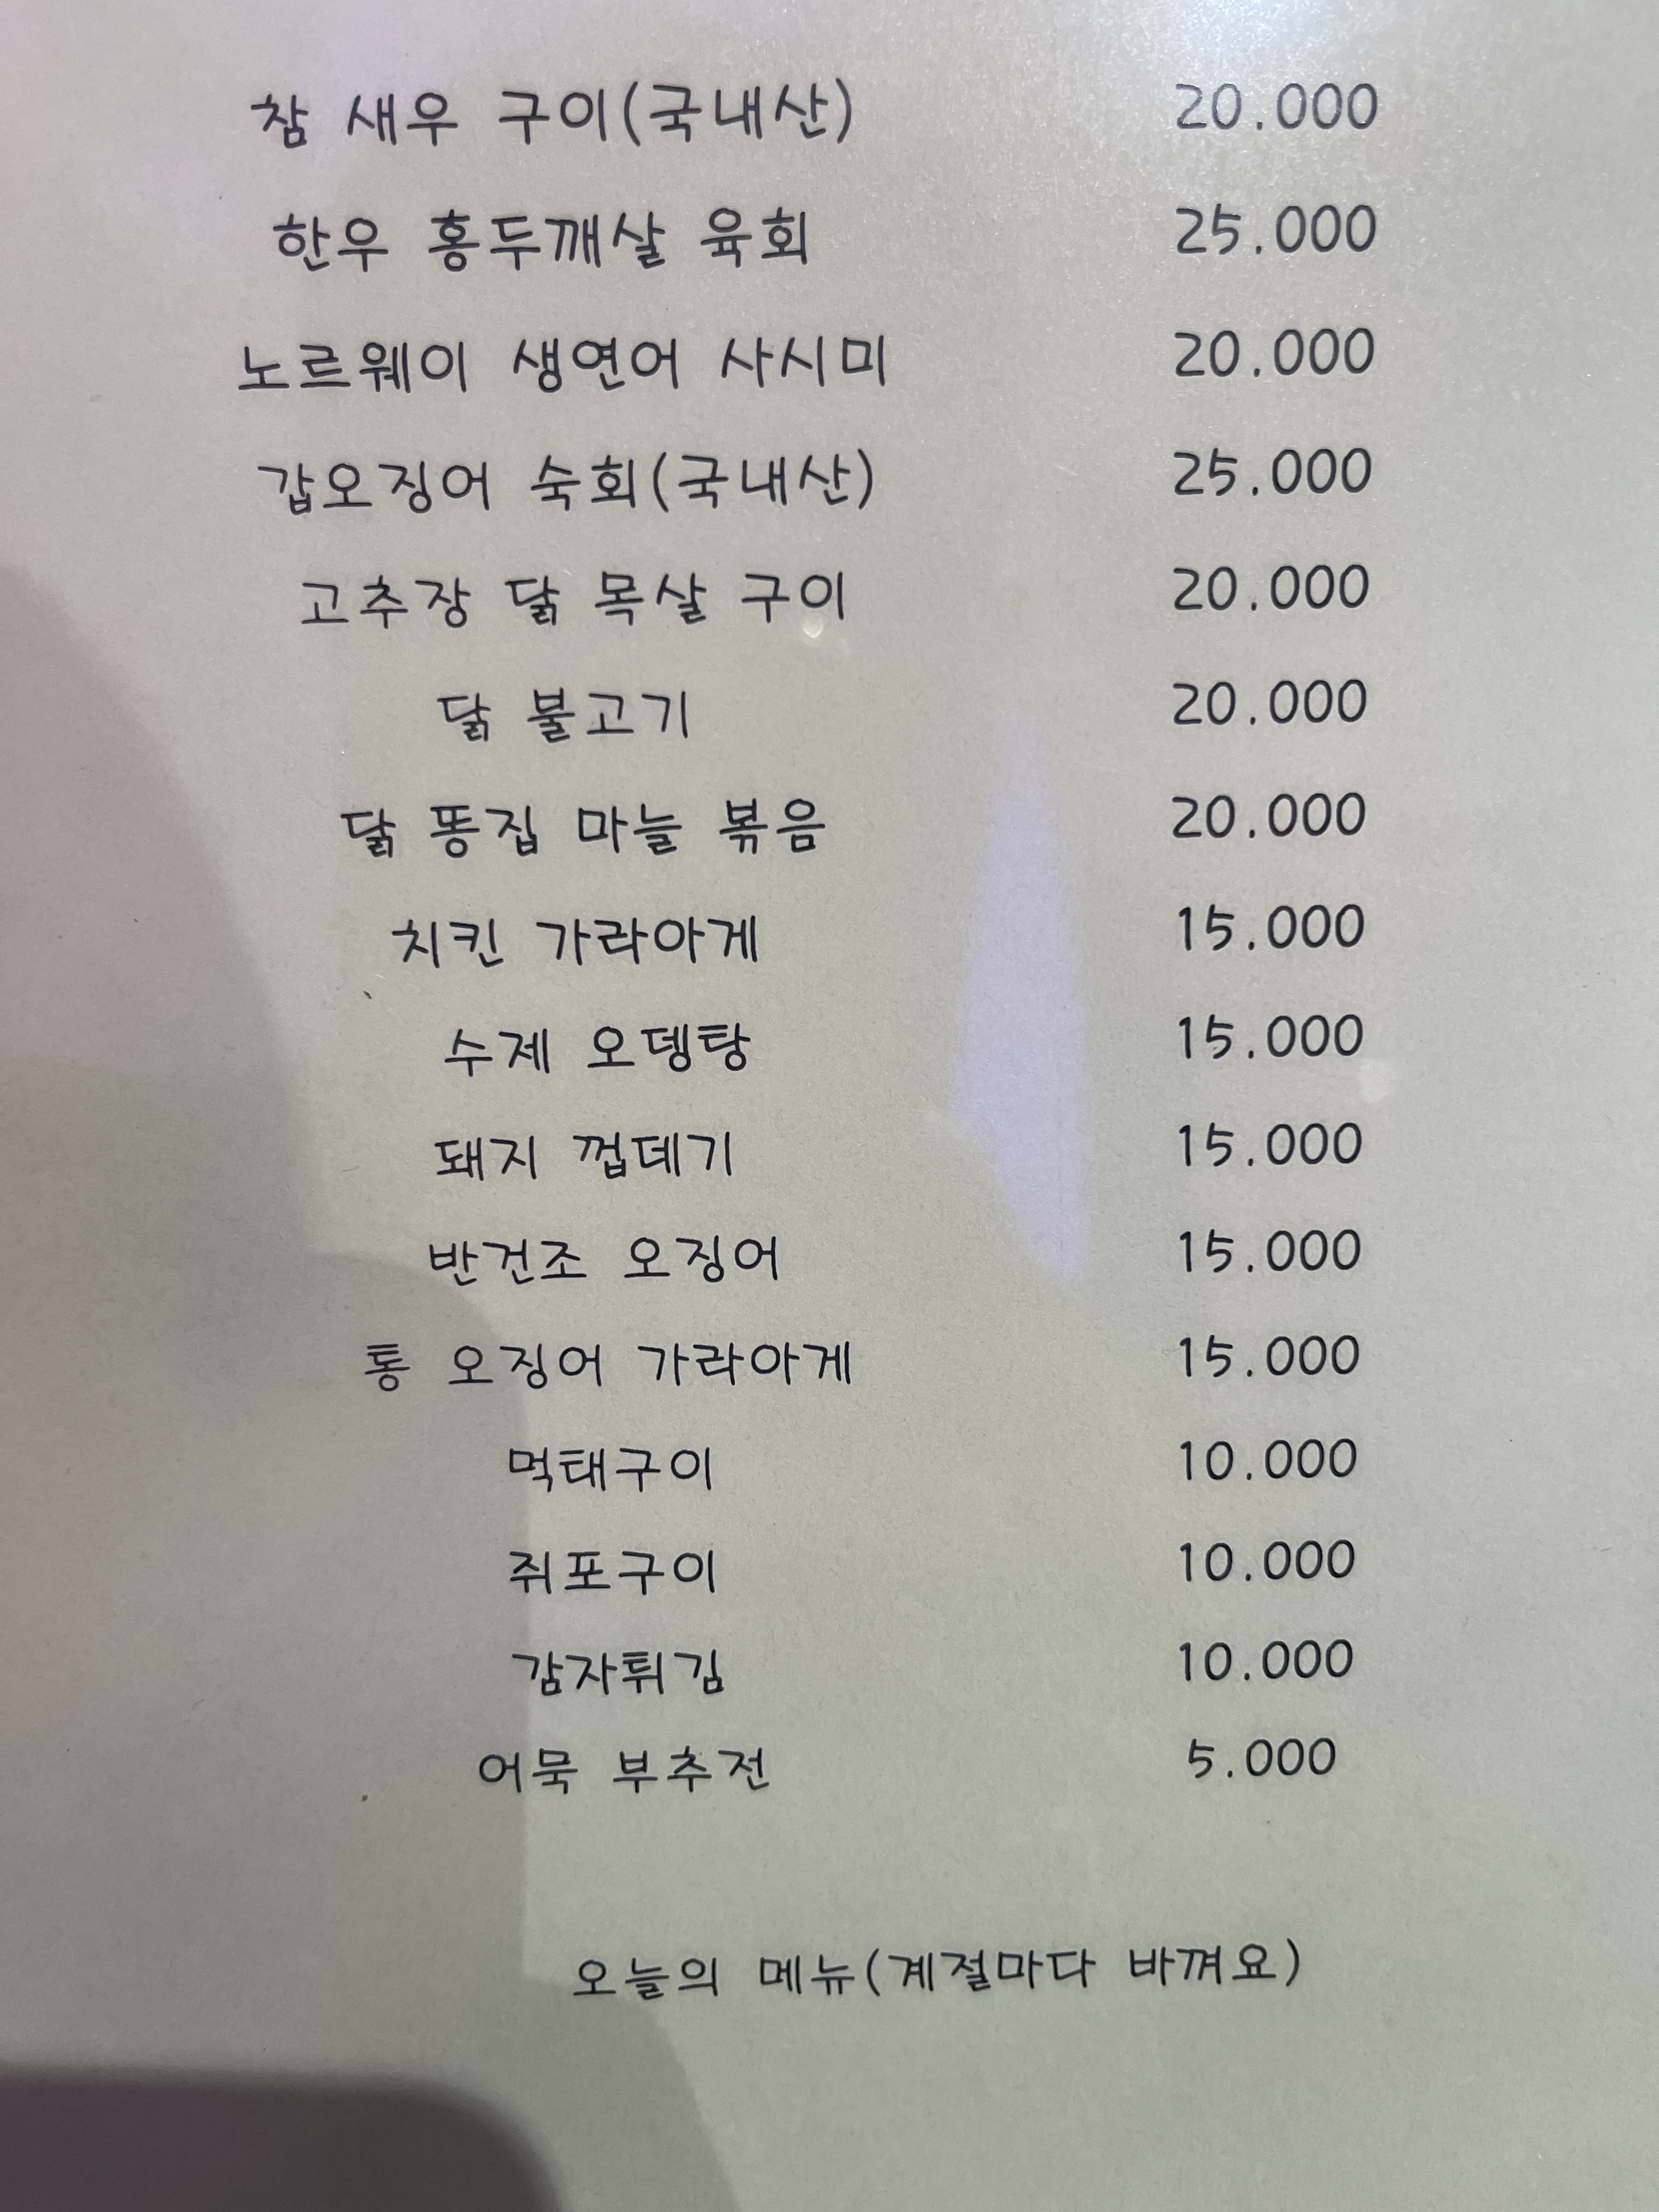 참 새우 구이(국내산) 20.000
한우 홍두깨살 육회 25.000
노르웨이 생연어 사시미 20.000
갑오징어 숙회(국내산) 25.000
고추장 닭 목살 구이 20.000
닭 불고기 20.000
닭 똥집 마늘 볶음 20.000
치킨 가라아게 15.000
수제 오뎅탕 15.000
돼지 껍데기 15.000
반건조 오징어 15.000
통 오징어 가라아게 15.000
먹태구이 10.000
쥐포구이 10.000
감자튀김 10.000
어묵 부추전 5.000
오늘의 메뉴(계절마다 바껴요)